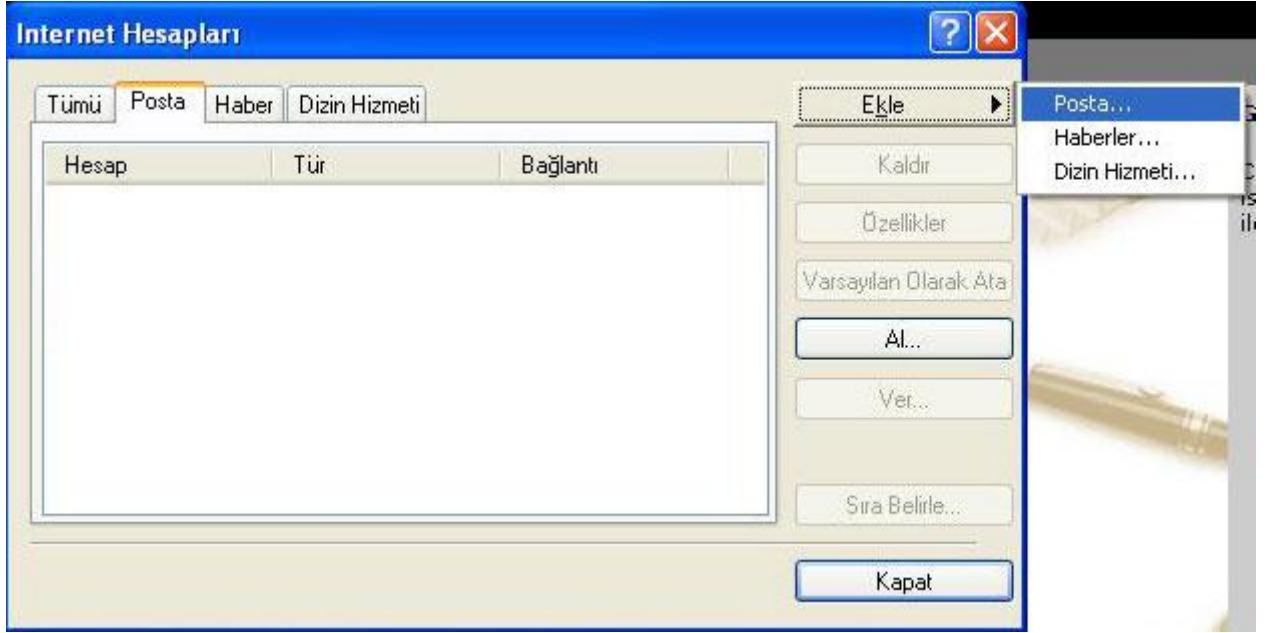 Internet Hesapları
Tümü Posta Haber Dizin Hizmeti
Hesap Tür Bağlantı
Ekle
Kaldır
Özellikler
Varsayılan Olarak Ata
Al...
Ver...
Sıra Belirle...
Kapat
Posta...
Haberler...
Dizin Hizmeti...